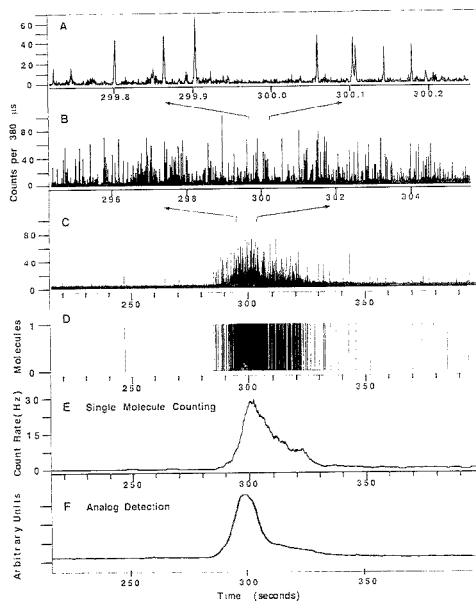 A
60
40
20
0
299.8 299.9 300.0 300.1 300.2
B
Counts per 380 µs
80
40
0
296 298 300 302 304
C
80
40
0
250 300 350
D
Molecules
1
0
250 300 350
E Single Molecule Counting
Count Rate(Hz)
30
15
0
300 350
F Analog Detection
Arbitrary Units
250 300 350
Time (seconds)